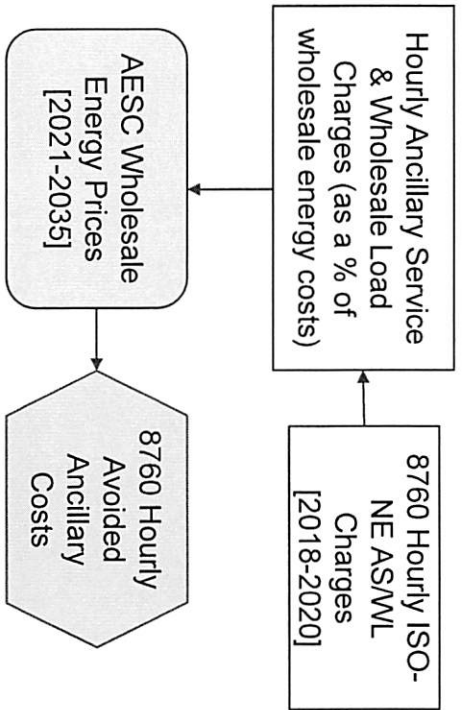 8760 Hourly ISO-
NE AS/WL
Charges
[2018-2020]
Hourly Ancillary Service
& Wholesale Load
Charges (as a % of
wholesale energy costs)
AESC Wholesale
Energy Prices
[2021-2035]
8760 Hourly
Avoided
Ancillary
Costs